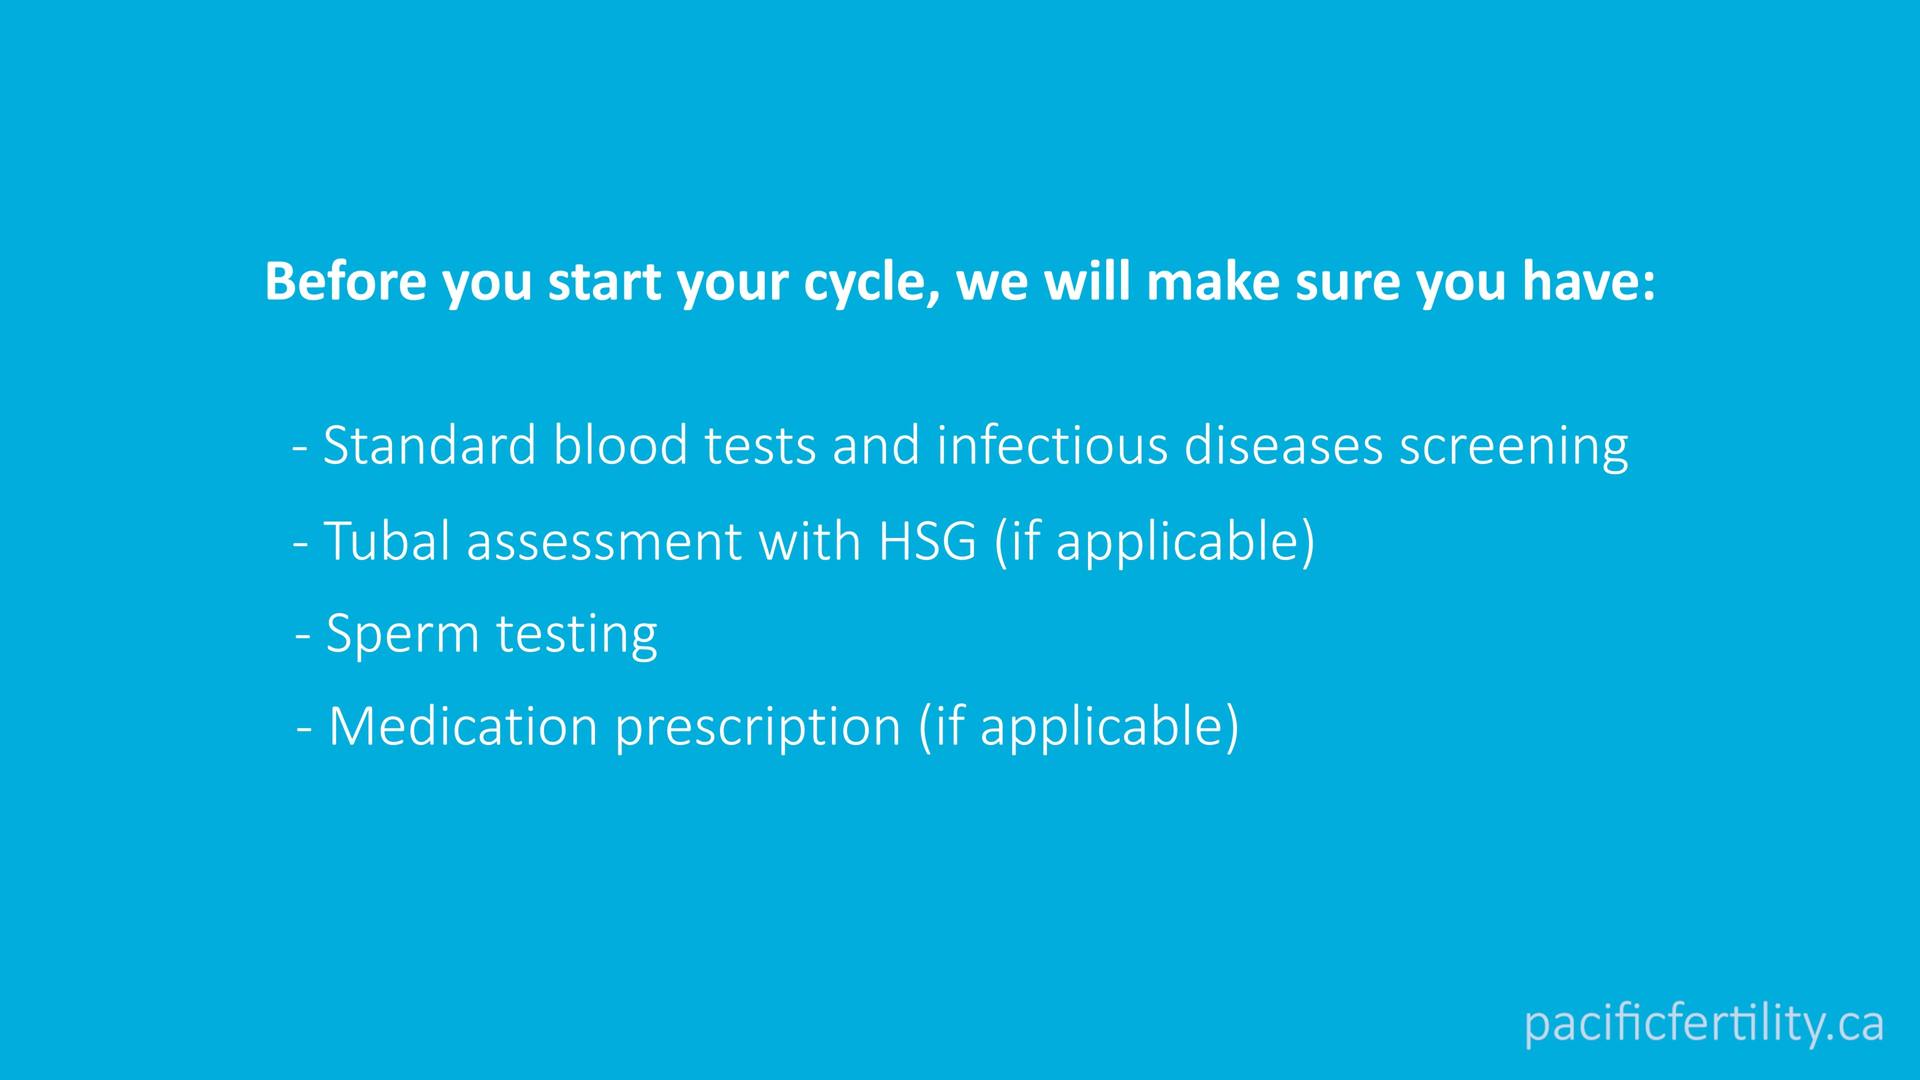 Before you start your cycle, we will make sure you have:
- Standard blood tests and infectious diseases screening
- Tubal assessment with HSG (if applicable)
- Sperm testing
- Medication prescription (if applicable)
pacificfertility.ca